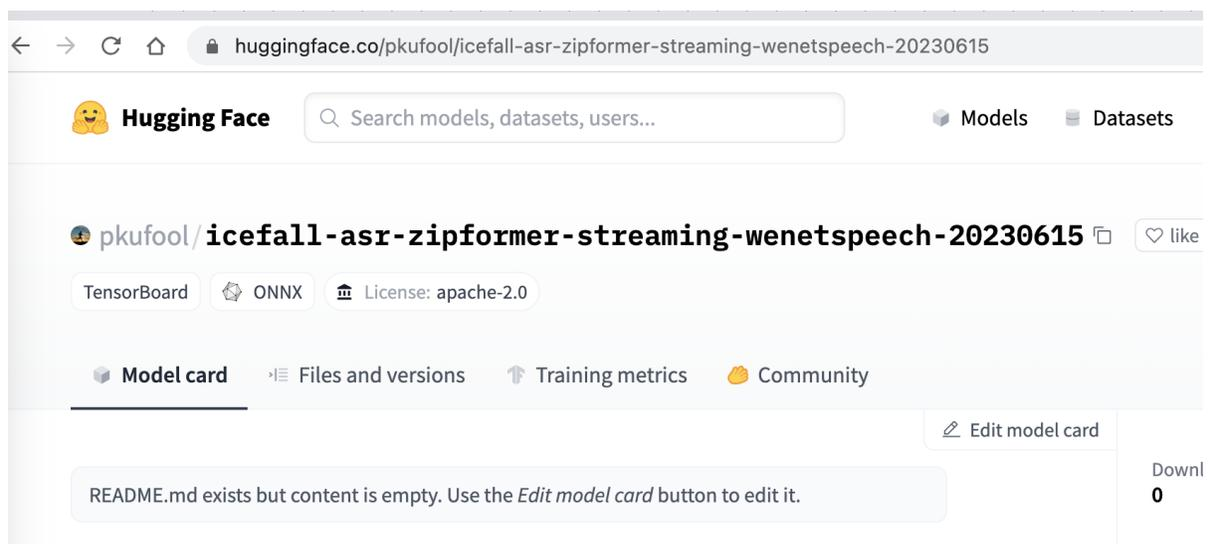 huggingface.co/pkufool/icefall-asr-zipformer-streaming-wenetspeech-20230615
Hugging Face Search models, datasets, users... Models Datasets
pkufool/icefall-asr-zipformer-streaming-wenetspeech-20230615 like
TensorBoard ONNX License: apache-2.0
Model card Files and versions Training metrics Community
Edit model card
Downl
README.md exists but content is empty. Use the Edit model card button to edit it. 0